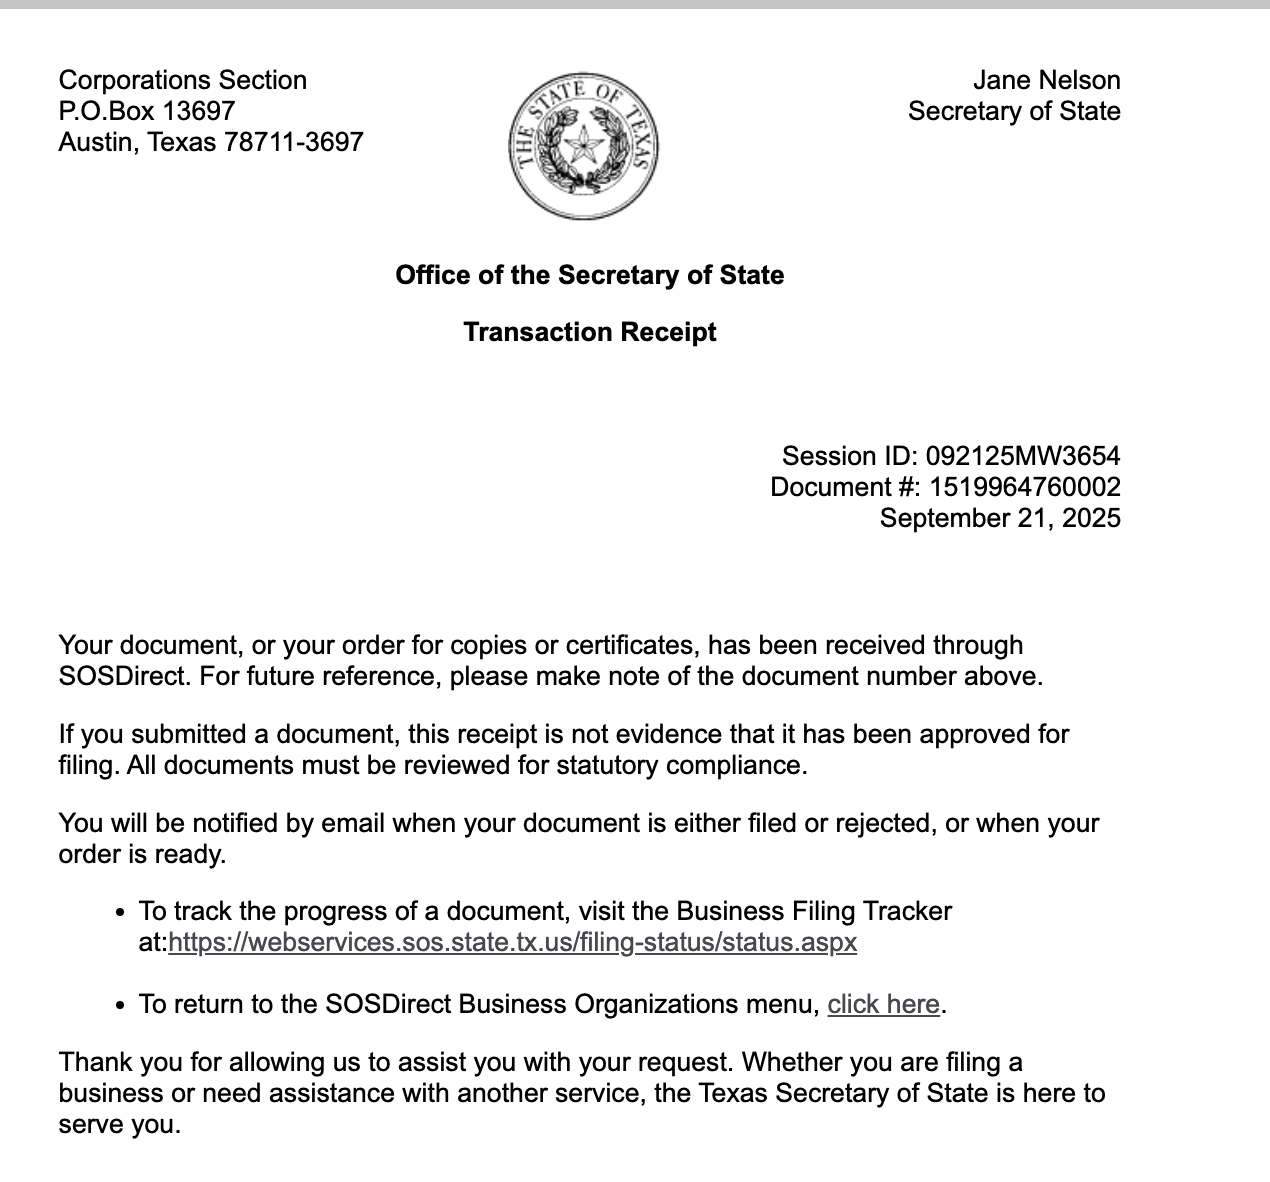 Corporations Section
P.O.Box 13697
Austin, Texas 78711-3697
THE STATE OF TEXAS
Jane Nelson
Secretary of State
Office of the Secretary of State
Transaction Receipt
Session ID: 092125MW3654
Document #: 1519964760002
September 21, 2025
Your document, or your order for copies or certificates, has been received through
SOSDirect. For future reference, please make note of the document number above.
If you submitted a document, this receipt is not evidence that it has been approved for
filing. All documents must be reviewed for statutory compliance.
You will be notified by email when your document is either filed or rejected, or when your
order is ready.
• To track the progress of a document, visit the Business Filing Tracker
at:https://webservices.sos.state.tx.us/filing-status/status.aspx
• To return to the SOSDirect Business Organizations menu, click here.
Thank you for allowing us to assist you with your request. Whether you are filing a
business or need assistance with another service, the Texas Secretary of State is here to
serve you.